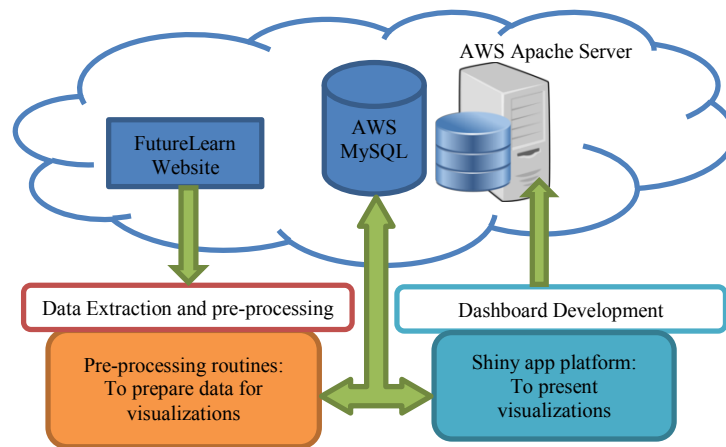 AWS Apache Server
FutureLearn
Website
AWS
MySQL
Data Extraction and pre-processing
Dashboard Development
Pre-processing routines:
To prepare data for
visualizations
Shiny app platform:
To present
visualizations